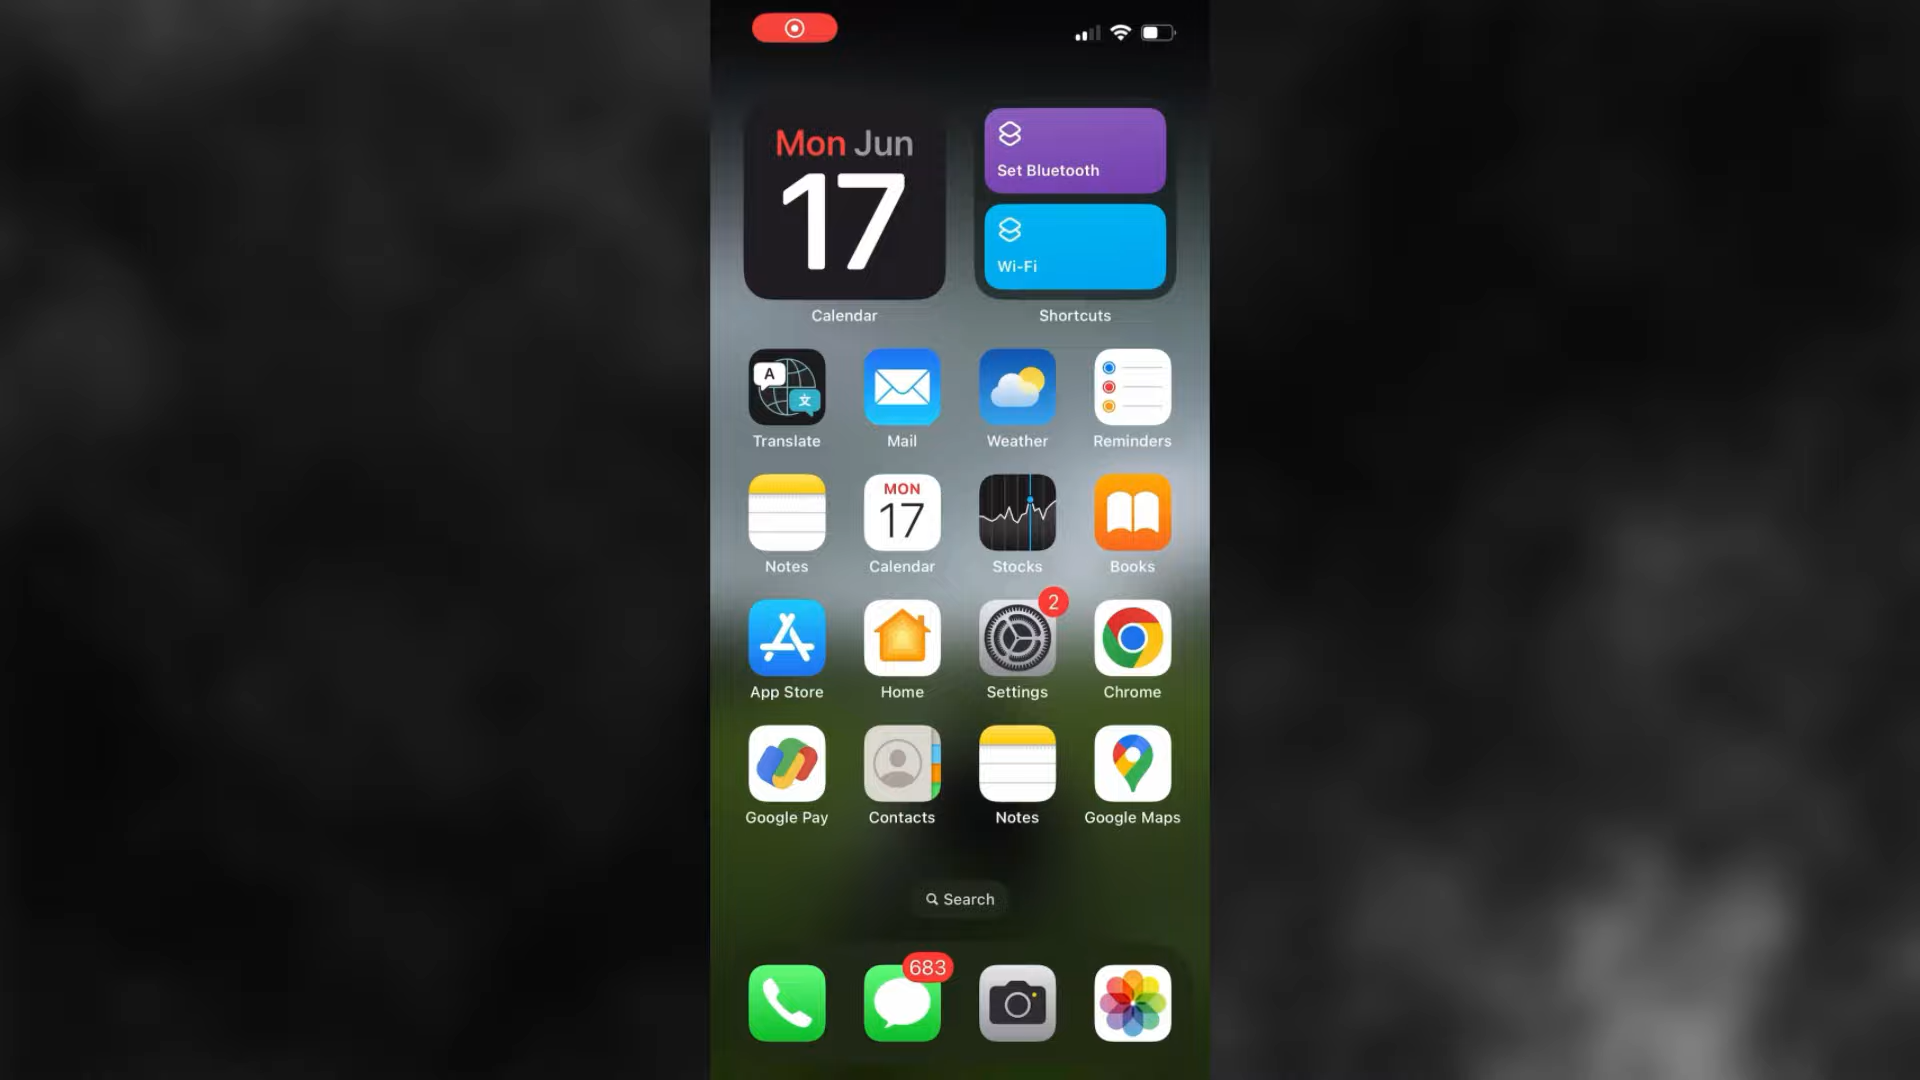 Mon Jun
17
Set Bluetooth
Wi-Fi
Calendar
Shortcuts
A
文
Translate
Mail
Weather
Reminders
MON
17
Notes
Calendar
Stocks
Books
2
App Store
Home
Settings
Chrome
Google Pay
Contacts
Notes
Google Maps
Search
683